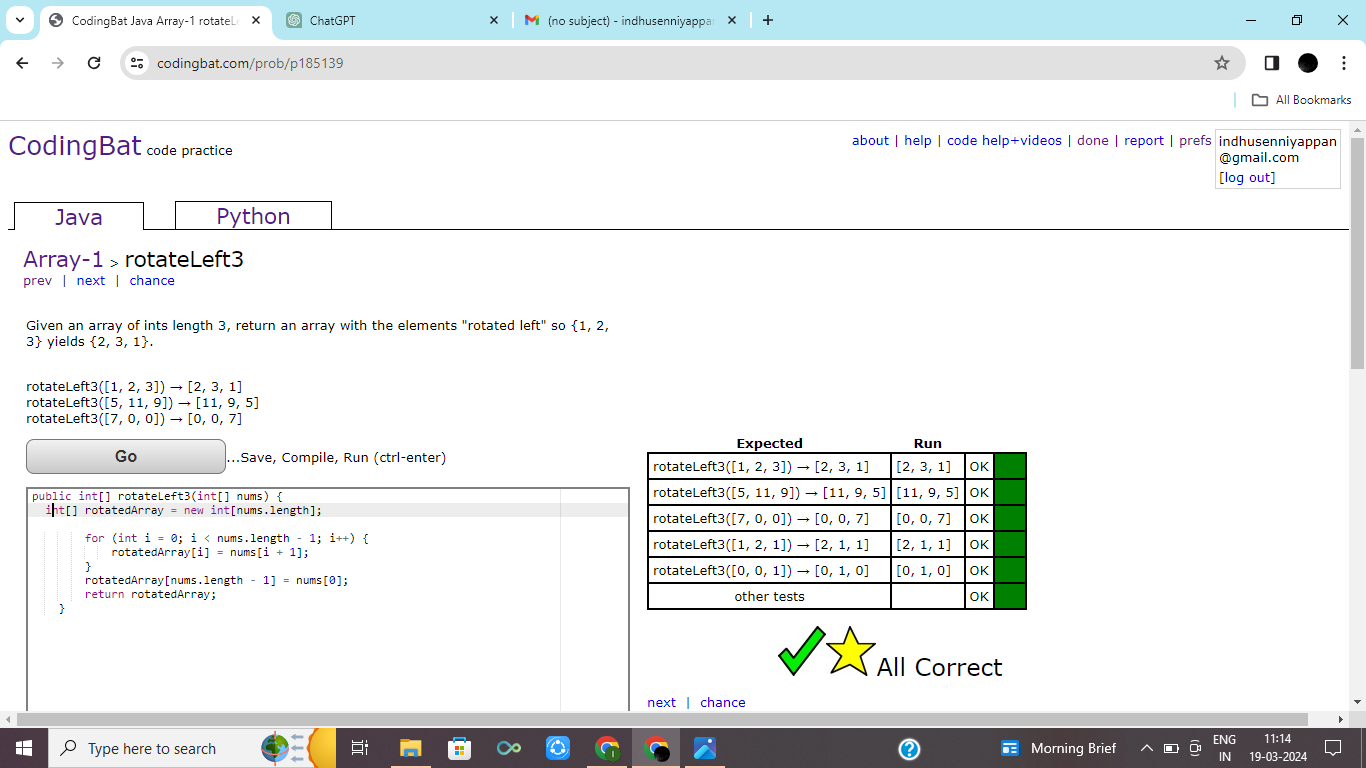 CodingBat Java Array-1 rotateL
ChatGPT
(no subject) - indhusenniyappa
codingbat.com/prob/p185139
All Bookmarks
CodingBat code practice
about | help | code help+videos | done | report | prefs
indhusenniyappan
@gmail.com
[log out]
Java
Python
Array-1 > rotateLeft3
prev | next | chance
Given an array of ints length 3, return an array with the elements "rotated left" so {1, 2,
3} yields {2, 3, 1}.
rotateLeft3([1, 2, 3]) → [2, 3, 1]
rotateLeft3([5, 11, 9]) → [11, 9, 5]
rotateLeft3([7, 0, 0]) → [0, 0, 7]
Go
...Save, Compile, Run (ctrl-enter)
public int[] rotateLeft3(int[] nums) {
int[] rotatedArray = new int[nums.length];
for (int i = 0; i < nums.length - 1; i++) {
rotatedArray[i] = nums[i + 1];
}
rotatedArray[nums.length - 1] = nums[0];
return rotatedArray;
}
Expected Run
rotateLeft3([1, 2, 3]) → [2, 3, 1] [2, 3, 1] OK
rotateLeft3([5, 11, 9]) → [11, 9, 5] [11, 9, 5] OK
rotateLeft3([7, 0, 0]) → [0, 0, 7] [0, 0, 7] OK
rotateLeft3([1, 2, 1]) → [2, 1, 1] [2, 1, 1] OK
rotateLeft3([0, 0, 1]) → [0, 1, 0] [0, 1, 0] OK
other tests OK
All Correct
next | chance
Type here to search
Morning Brief
ENG
IN
11:14
19-03-2024